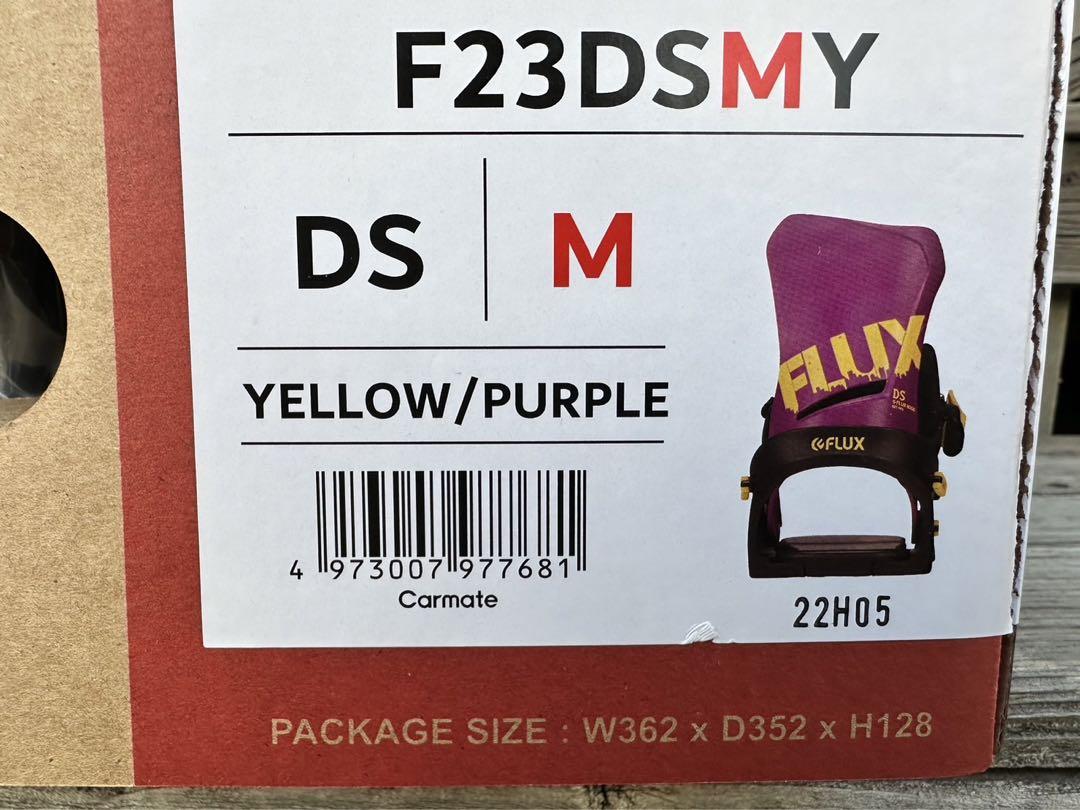 F23DSMY
DS M
YELLOW/PURPLE
FLUX
DS
FLUX
4 973007 977681
Carmate
22H05
PACKAGE SIZE : W362 x D352 x H128